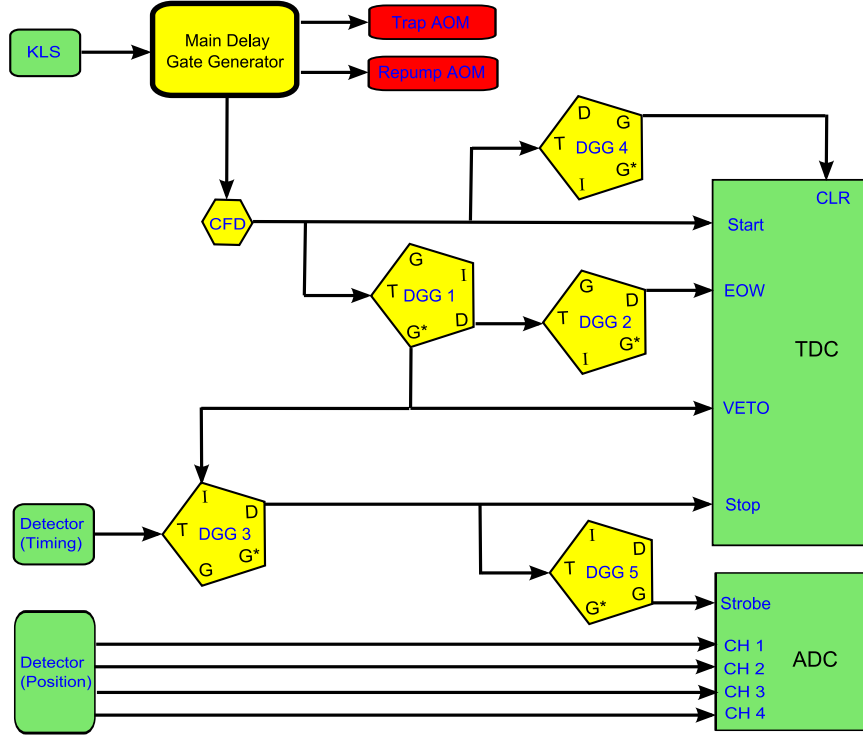 KLS
Main Delay
Gate Generator
Trap AOM
Repump AOM
D
G
T
DGG 4
G*
I
CLR
CFD
Start
G
I
T
DGG 1
G*
D
G
D
T
DGG 2
G*
I
EOW
TDC
VETO
I
D
T
DGG 3
G*
G
Stop
Detector
(Timing)
I
D
T
DGG 5
G*
G
Strobe
ADC
Detector
(Position)
CH 1
CH 2
CH 3
CH 4